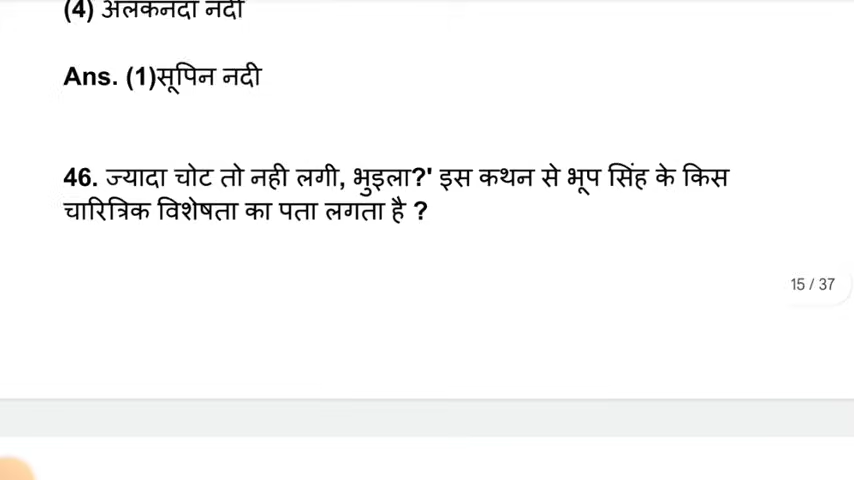 (4) अलकनंदा नदी
Ans. (1)सूपिन नदी
46. ज्यादा चोट तो नही लगी, भुइला?' इस कथन से भूप सिंह के किस
चारित्रिक विशेषता का पता लगता है ?
15 / 37